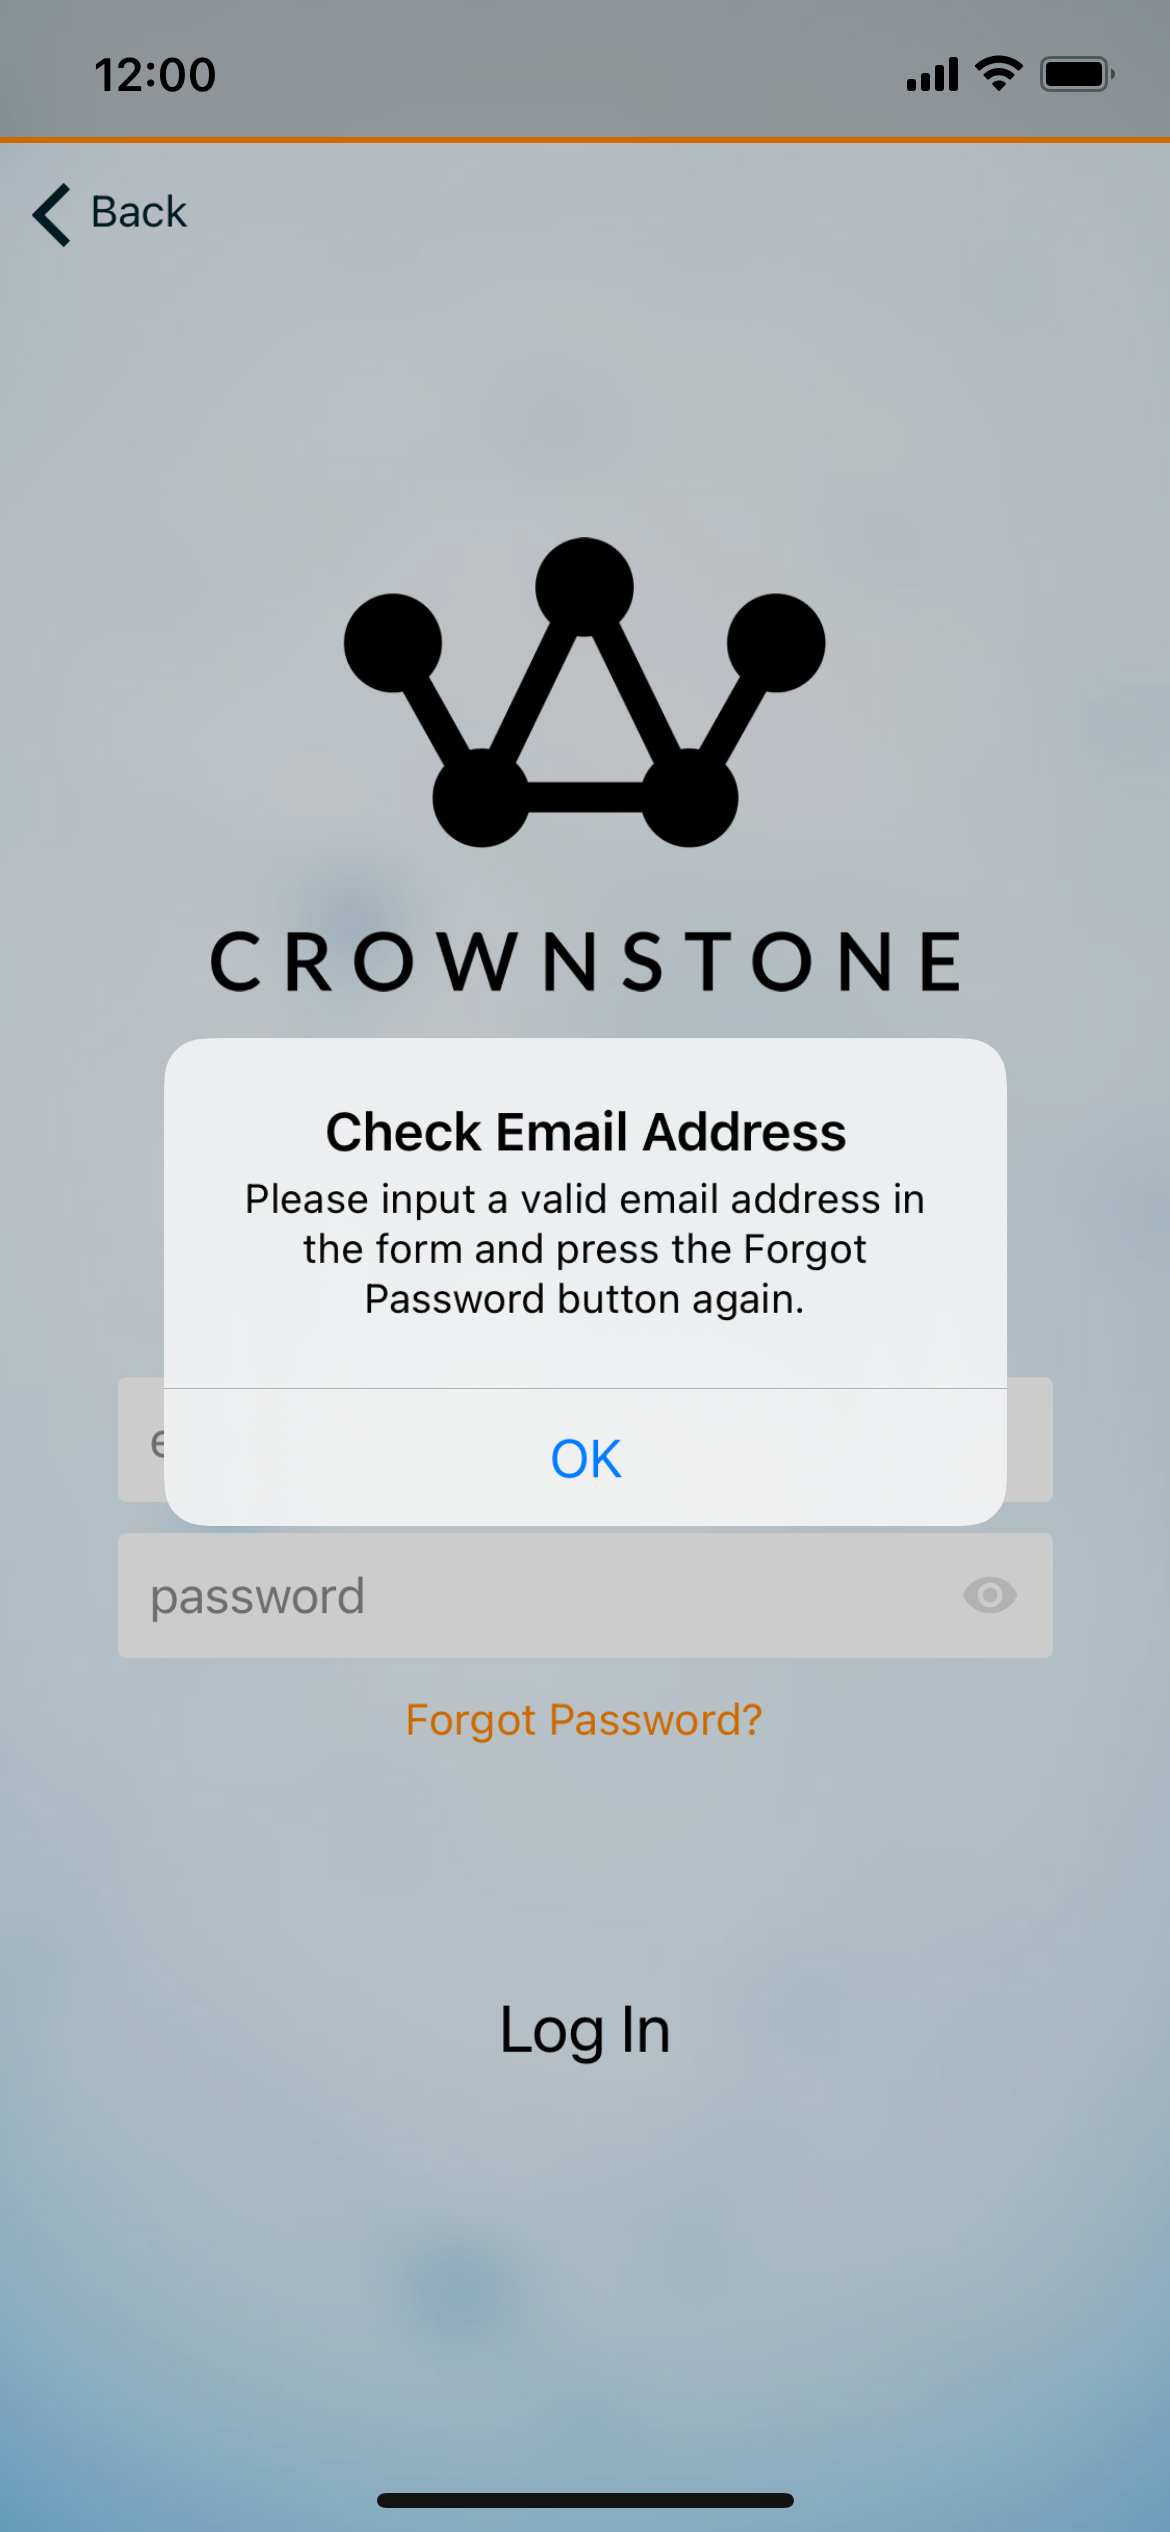 12:00
Back
CROWNSTONE
Check Email Address
Please input a valid email address in
the form and press the Forgot
Password button again.
OK
password
Forgot Password?
Log In